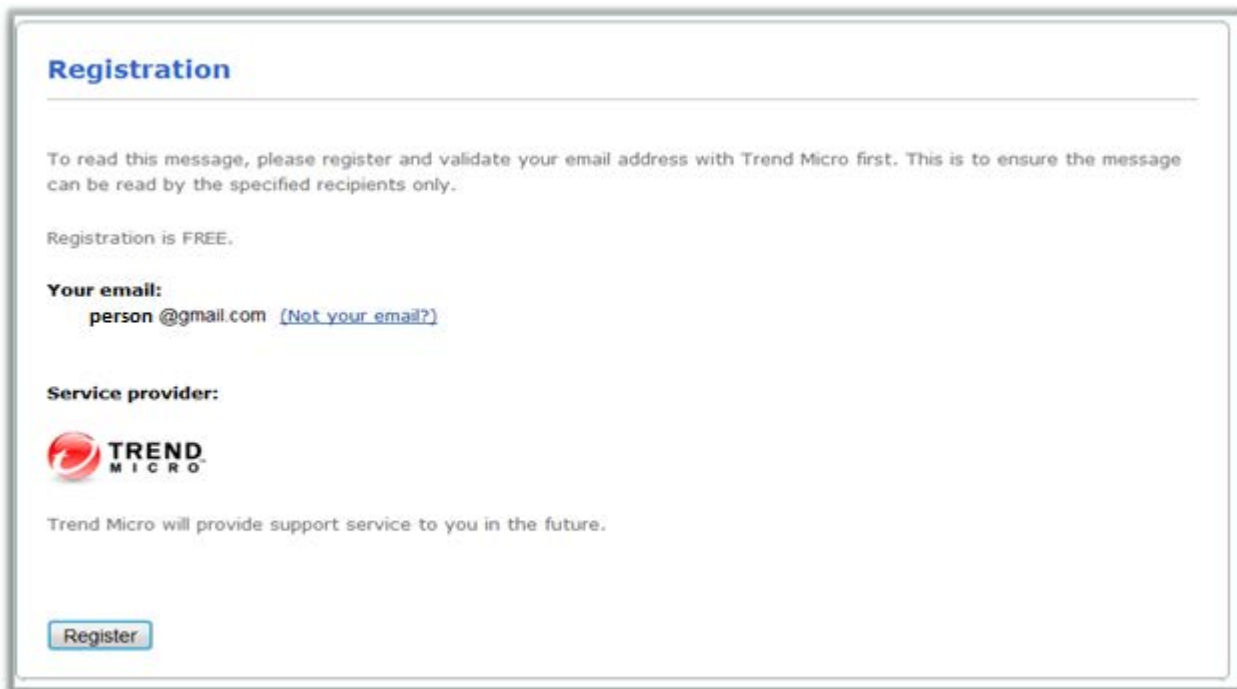 Registration
To read this message, please register and validate your email address with Trend Micro first. This is to ensure the message
can be read by the specified recipients only.
Registration is FREE.
Your email:
person @gmail.com (Not your email?)
Service provider:
TREND
MICRO™
Trend Micro will provide support service to you in the future.
Register